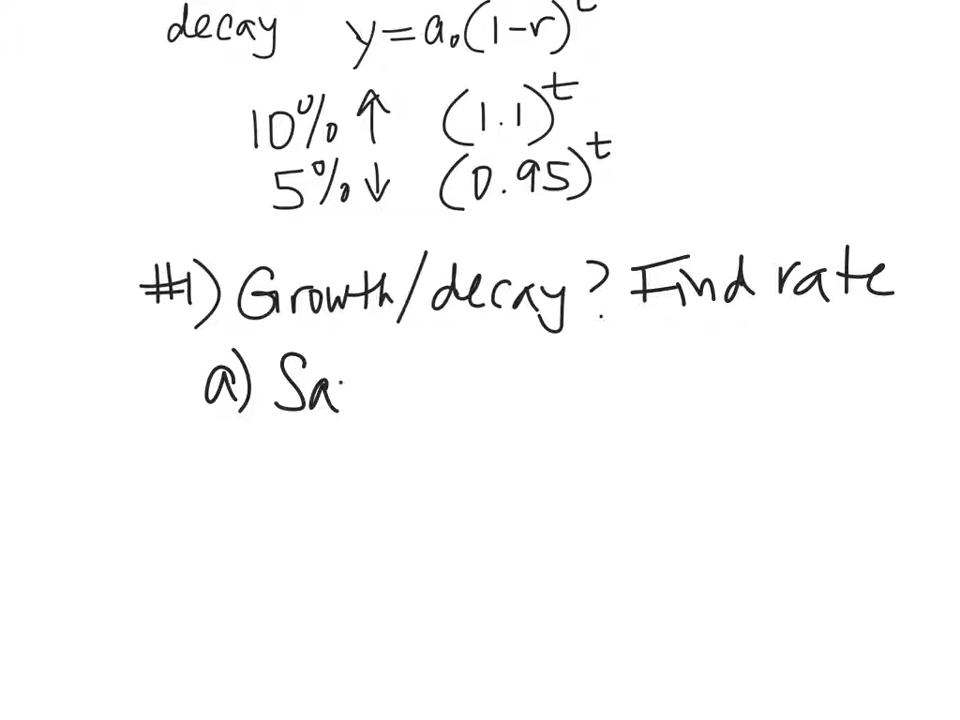 decay y=a₀(1-r)ᵗ
10% ↑ (1.1)ᵗ
5% ↓ (0.95)ᵗ
#1) Growth/decay? Find rate
a) Sa